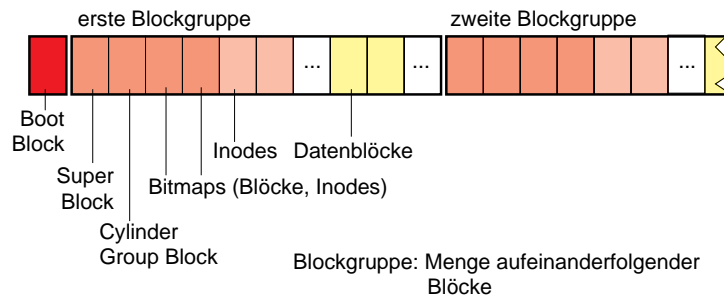 erste Blockgruppe
zweite Blockgruppe
...
...
...
Boot
Block
Inodes
Datenblöcke
Super
Block
Bitmaps (Blöcke, Inodes)
Cylinder
Group Block
Blockgruppe: Menge aufeinanderfolgender
Blöcke